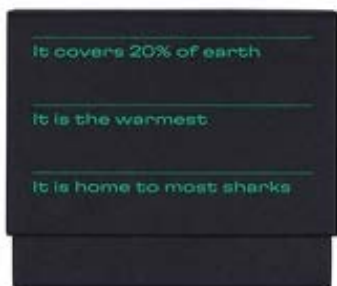 It covers 20% of earth
It is the warmest
It is home to most sharks